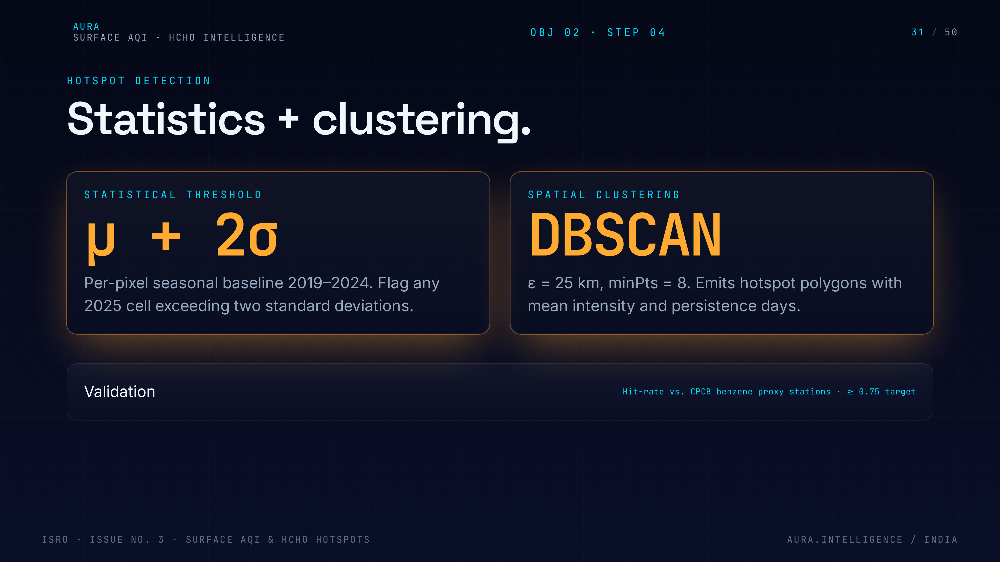 AURA
SURFACE AQI · HCHO INTELLIGENCE
OBJ 02 · STEP 04
31 / 50
HOTSPOT DETECTION
Statistics + clustering.
STATISTICAL THRESHOLD
μ + 2σ
Per-pixel seasonal baseline 2019–2024. Flag any
2025 cell exceeding two standard deviations.
SPATIAL CLUSTERING
DBSCAN
ε = 25 km, minPts = 8. Emits hotspot polygons with
mean intensity and persistence days.
Validation
Hit-rate vs. CPCB benzene proxy stations · ≥ 0.75 target
ISRO · ISSUE NO. 3 · SURFACE AQI & HCHO HOTSPOTS
AURA.INTELLIGENCE / INDIA